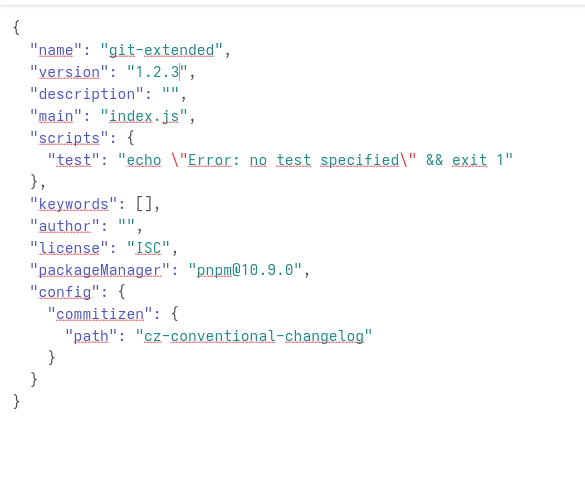 {
  "name": "git-extended",
  "version": "1.2.3",
  "description": "",
  "main": "index.js",
  "scripts": {
    "test": "echo \"Error: no test specified\" && exit 1"
  },
  "keywords": [],
  "author": "",
  "license": "ISC",
  "packageManager": "pnpm@10.9.0",
  "config": {
    "commitizen": {
      "path": "cz-conventional-changelog"
    }
  }
}